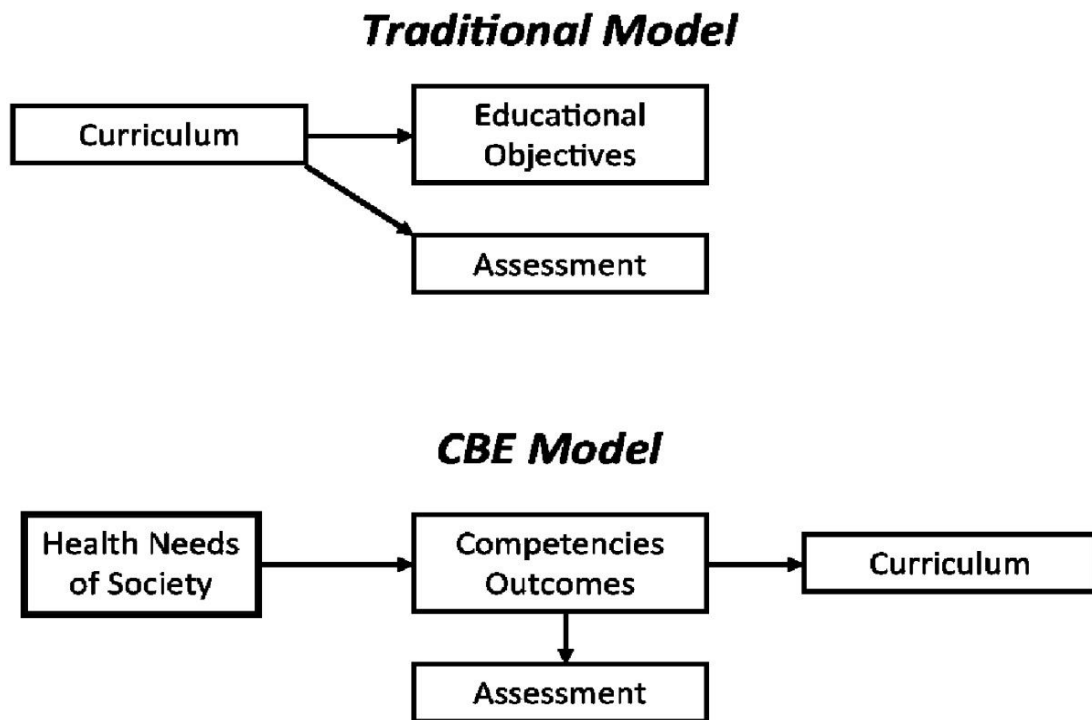 Traditional Model
Curriculum
Educational
Objectives
Assessment
CBE Model
Health Needs
of Society
Competencies
Outcomes
Curriculum
Assessment